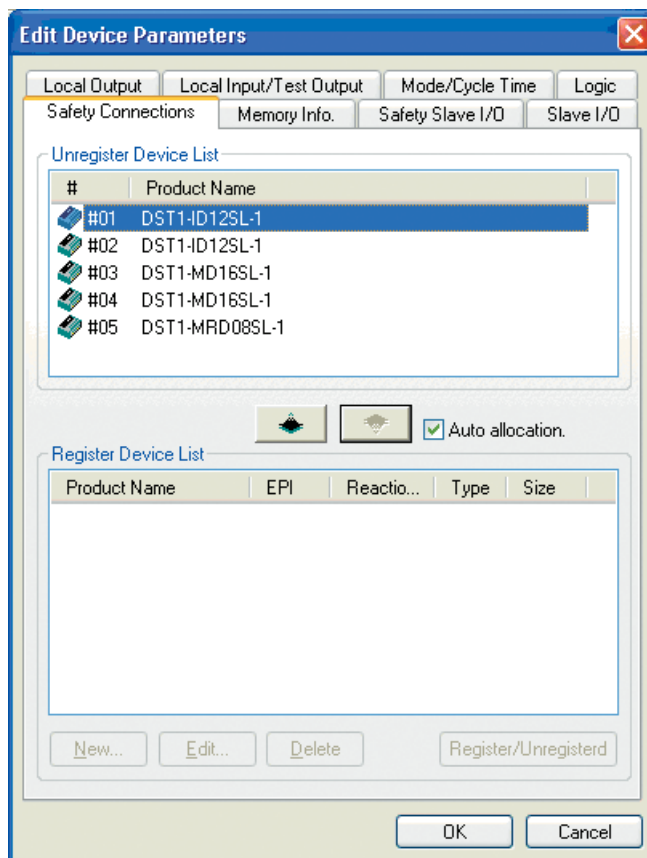 Edit Device Parameters
Local Output Local Input/Test Output Mode/Cycle Time Logic
Safety Connections Memory Info. Safety Slave I/O Slave I/O
Unregister Device List
# Product Name
#01 DST1-ID12SL-1
#02 DST1-ID12SL-1
#03 DST1-MD16SL-1
#04 DST1-MD16SL-1
#05 DST1-MRD08SL-1
Auto allocation.
Register Device List
Product Name EPI Reactio... Type Size
New... Edit... Delete Register/Unregisterd
OK Cancel